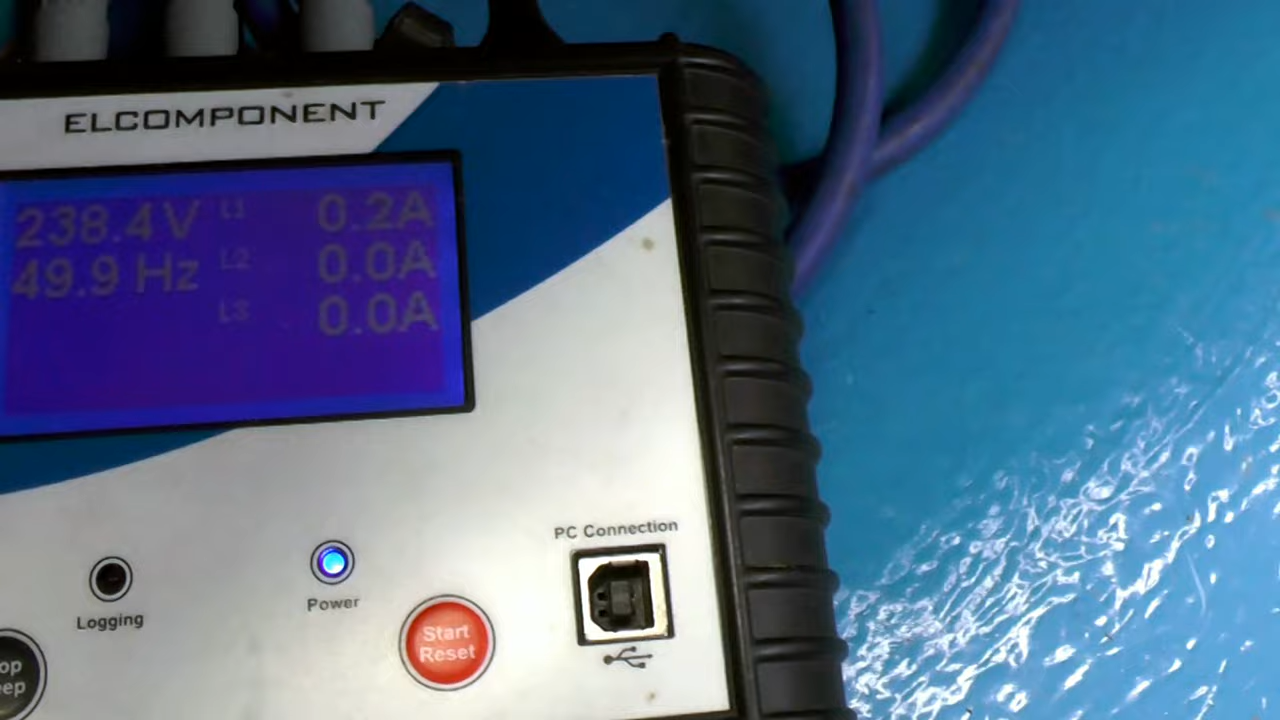 ELCOMPONENT
238.4V L1 0.2A
49.9 Hz L2 0.0A
L3 0.0A
PC Connection
Logging
Power
Start
Reset
op
eep